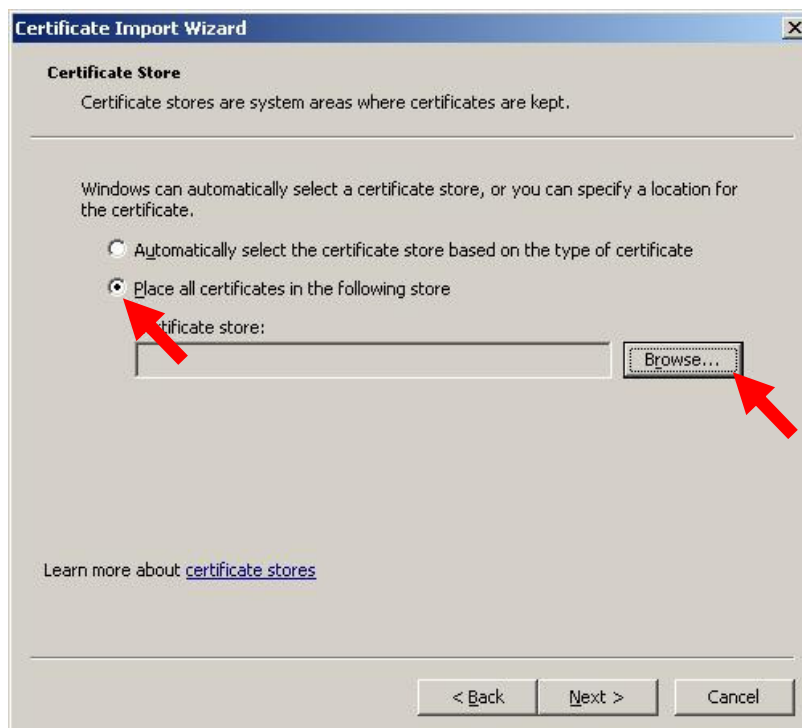 Certificate Import Wizard
Certificate Store
Certificate stores are system areas where certificates are kept.
Windows can automatically select a certificate store, or you can specify a location for
the certificate.
Automatically select the certificate store based on the type of certificate
Place all certificates in the following store
tificate store:
Browse...
Learn more about certificate stores
< Back Next > Cancel